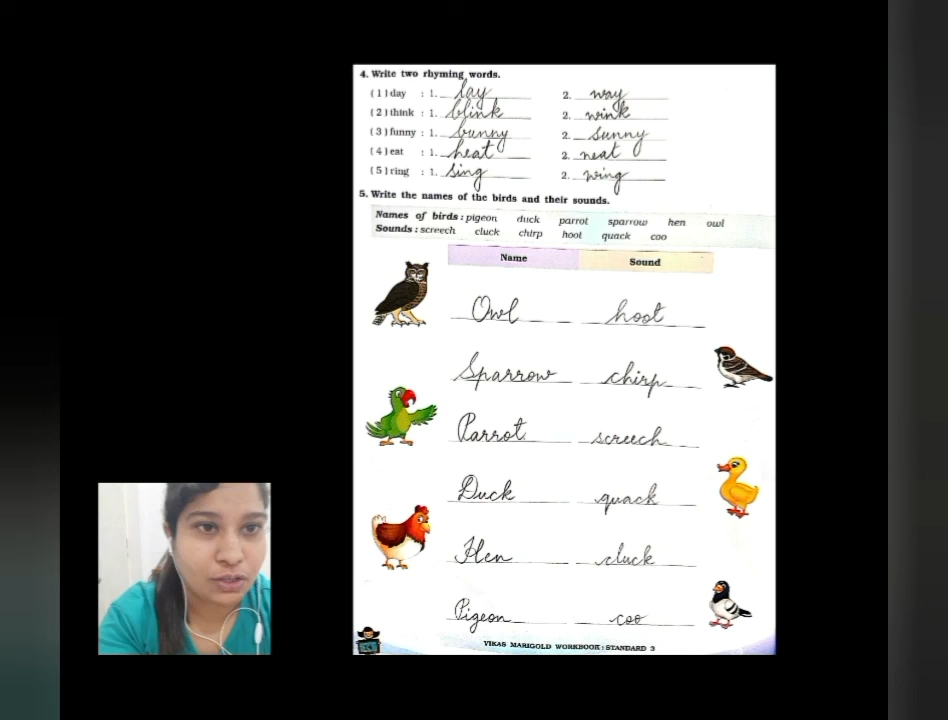 4. Write two rhyming words.
(1) day : 1. lay 2. way
(2) think : 1. blink 2. wink
(3) funny : 1. bunny 2. sunny
(4) eat : 1. heat 2. neat
(5) ring : 1. sing 2. wing
5. Write the names of the birds and their sounds.
Names of birds : pigeon duck parrot sparrow hen owl
Sounds : screech cluck chirp hoot quack coo
Name Sound
Owl hoot
Sparrow chirp
Parrot screech
Duck quack
Hen cluck
Pigeon coo
VIKAS MARIGOLD WORKBOOK : STANDARD 3